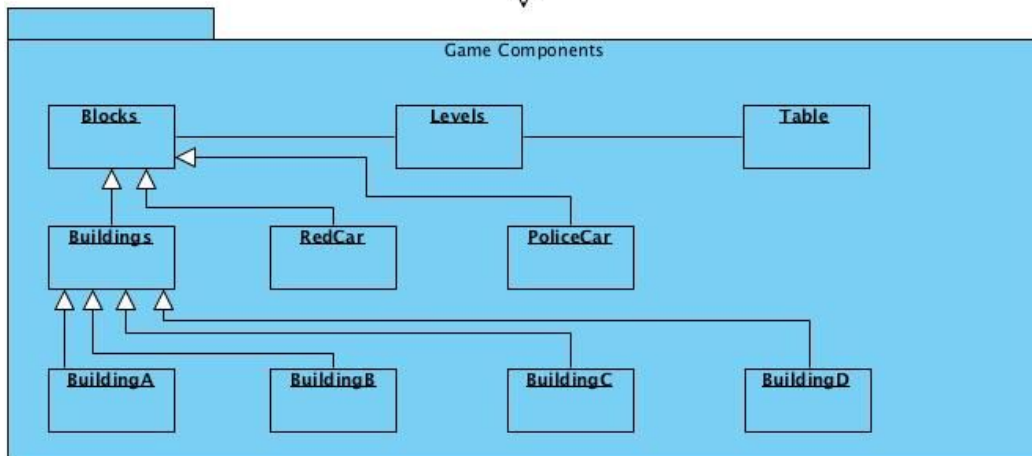 Game Components
Blocks
Levels
Table
Buildings
RedCar
PoliceCar
BuildingA
BuildingB
BuildingC
BuildingD